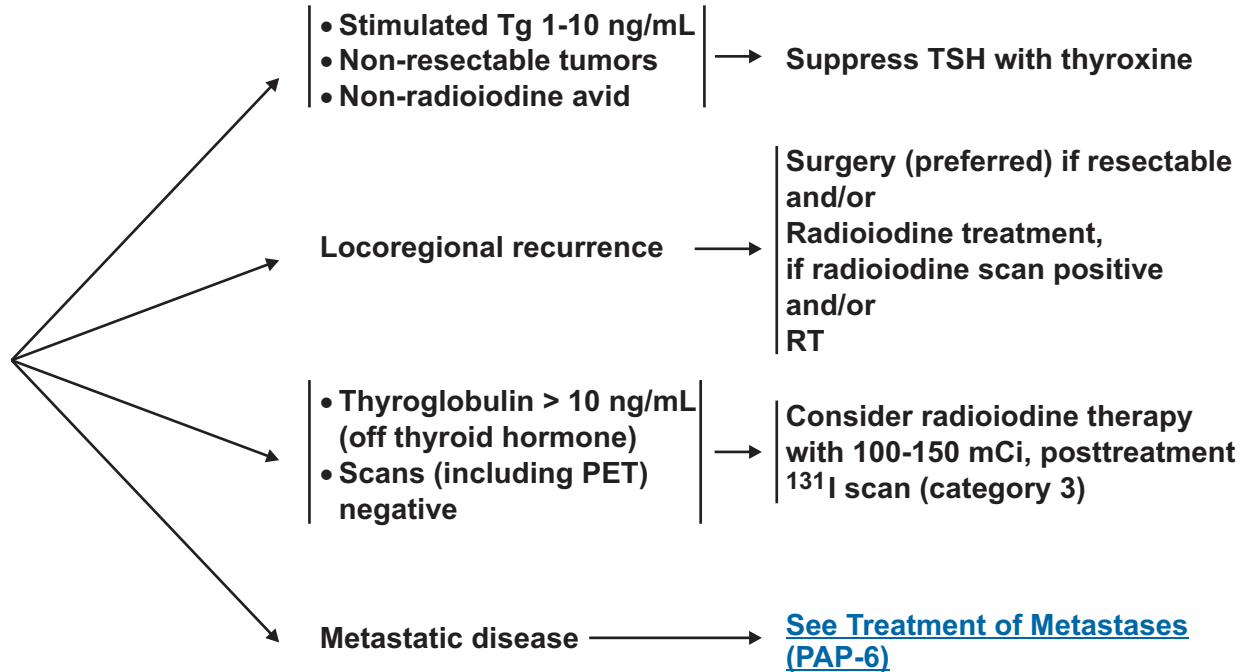 • Stimulated Tg 1-10 ng/mL
• Non-resectable tumors
• Non-radioiodine avid
Suppress TSH with thyroxine
Locoregional recurrence
Surgery (preferred) if resectable
and/or
Radioiodine treatment,
if radioiodine scan positive
and/or
RT
• Thyroglobulin > 10 ng/mL
(off thyroid hormone)
• Scans (including PET)
negative
Consider radioiodine therapy
with 100-150 mCi, posttreatment
¹³¹I scan (category 3)
Metastatic disease
See Treatment of Metastases
(PAP-6)